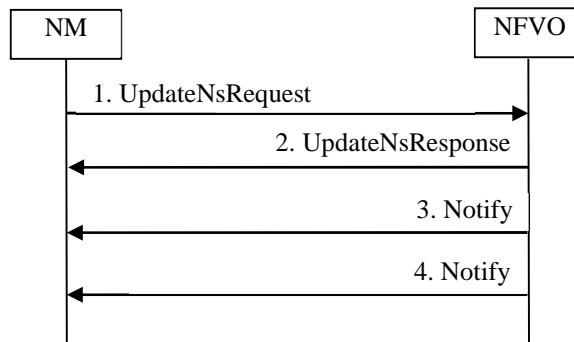 NM
NFVO
1. UpdateNsRequest
2. UpdateNsResponse
3. Notify
4. Notify